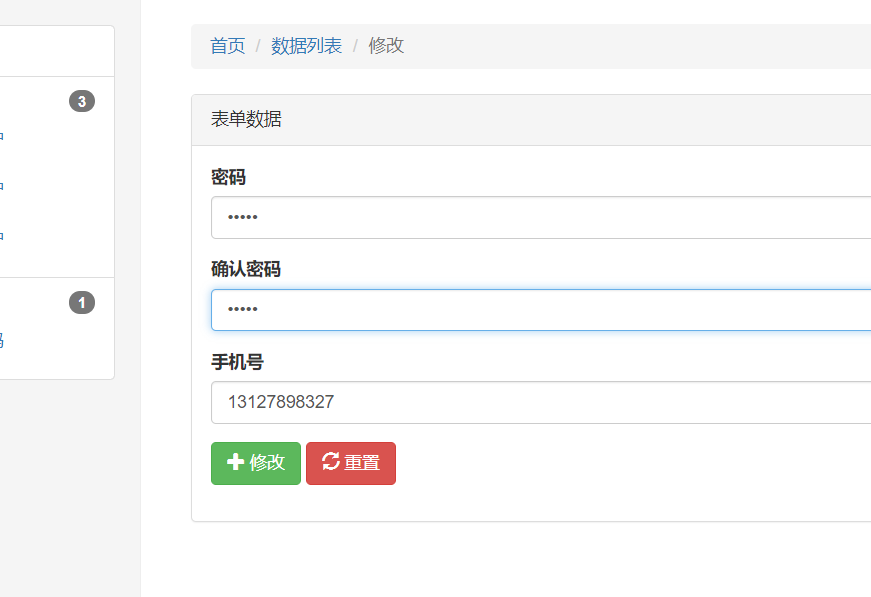 首页 / 数据列表 / 修改
3
1
表单数据
密码
•••••
确认密码
•••••
手机号
13127898327
修改 重置